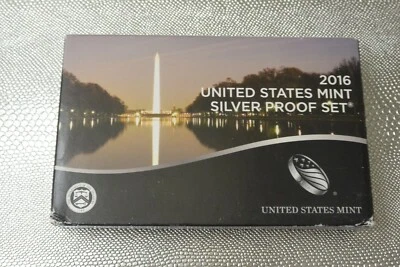 2016
UNITED STATES MINT
SILVER PROOF SET®
UNITED STATES MINT